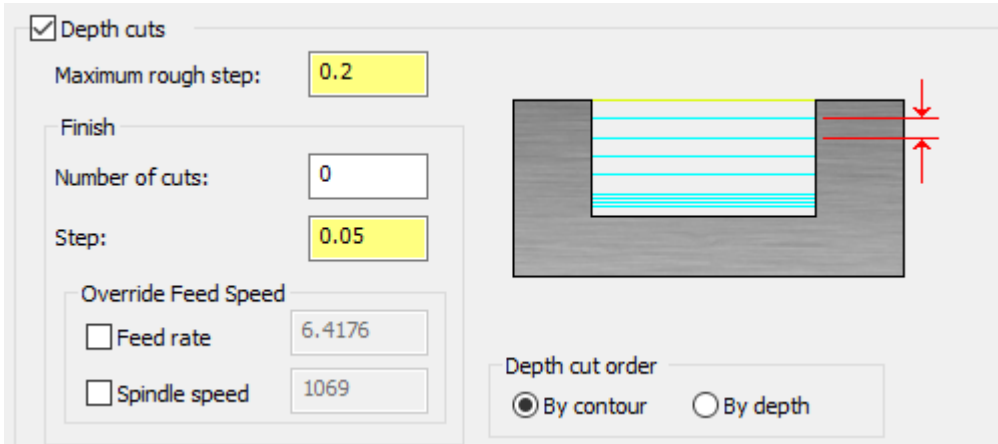 Depth cuts
Maximum rough step: 0.2
Finish
Number of cuts: 0
Step: 0.05
Override Feed Speed
Feed rate 6.4176
Spindle speed 1069
Depth cut order
By contour By depth